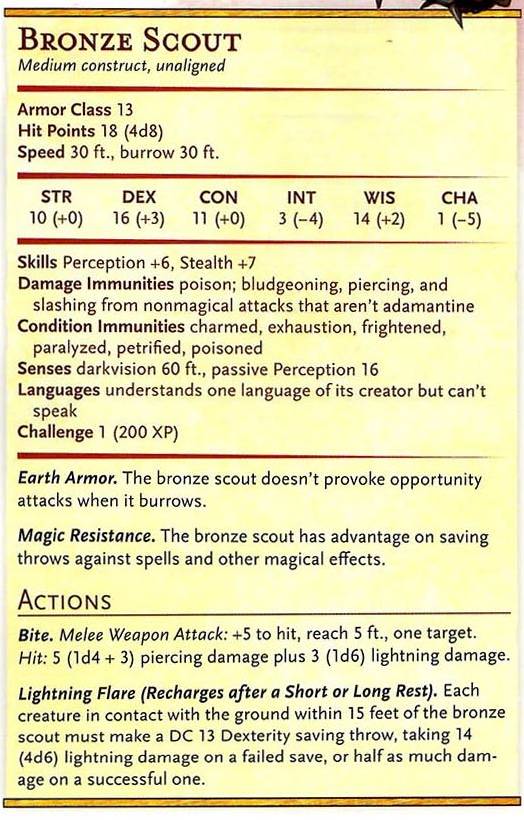 BRONZE SCOUT
Medium construct, unaligned
Armor Class 13
Hit Points 18 (4d8)
Speed 30 ft., burrow 30 ft.
STR DEX CON INT WIS CHA
10 (+0) 16 (+3) 11 (+0) 3 (−4) 14 (+2) 1 (−5)
Skills Perception +6, Stealth +7
Damage Immunities poison; bludgeoning, piercing, and
slashing from nonmagical attacks that aren't adamantine
Condition Immunities charmed, exhaustion, frightened,
paralyzed, petrified, poisoned
Senses darkvision 60 ft., passive Perception 16
Languages understands one language of its creator but can't
speak
Challenge 1 (200 XP)
Earth Armor. The bronze scout doesn't provoke opportunity
attacks when it burrows.
Magic Resistance. The bronze scout has advantage on saving
throws against spells and other magical effects.
ACTIONS
Bite. Melee Weapon Attack: +5 to hit, reach 5 ft., one target.
Hit: 5 (1d4 + 3) piercing damage plus 3 (1d6) lightning damage.
Lightning Flare (Recharges after a Short or Long Rest). Each
creature in contact with the ground within 15 feet of the bronze
scout must make a DC 13 Dexterity saving throw, taking 14
(4d6) lightning damage on a failed save, or half as much dam-
age on a successful one.